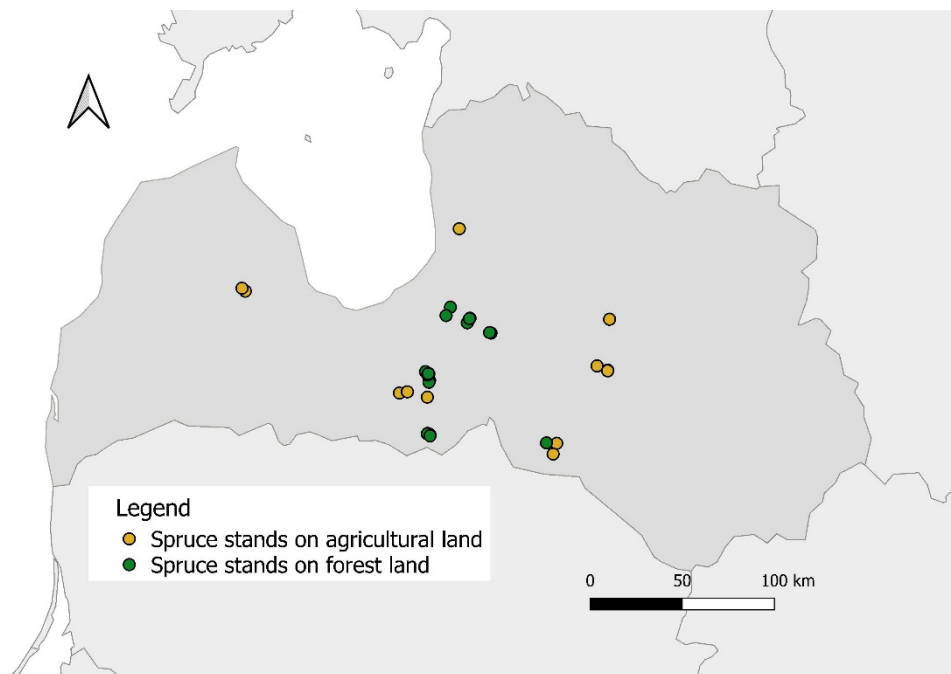 Legend
Spruce stands on agricultural land
Spruce stands on forest land
0 50 100 km